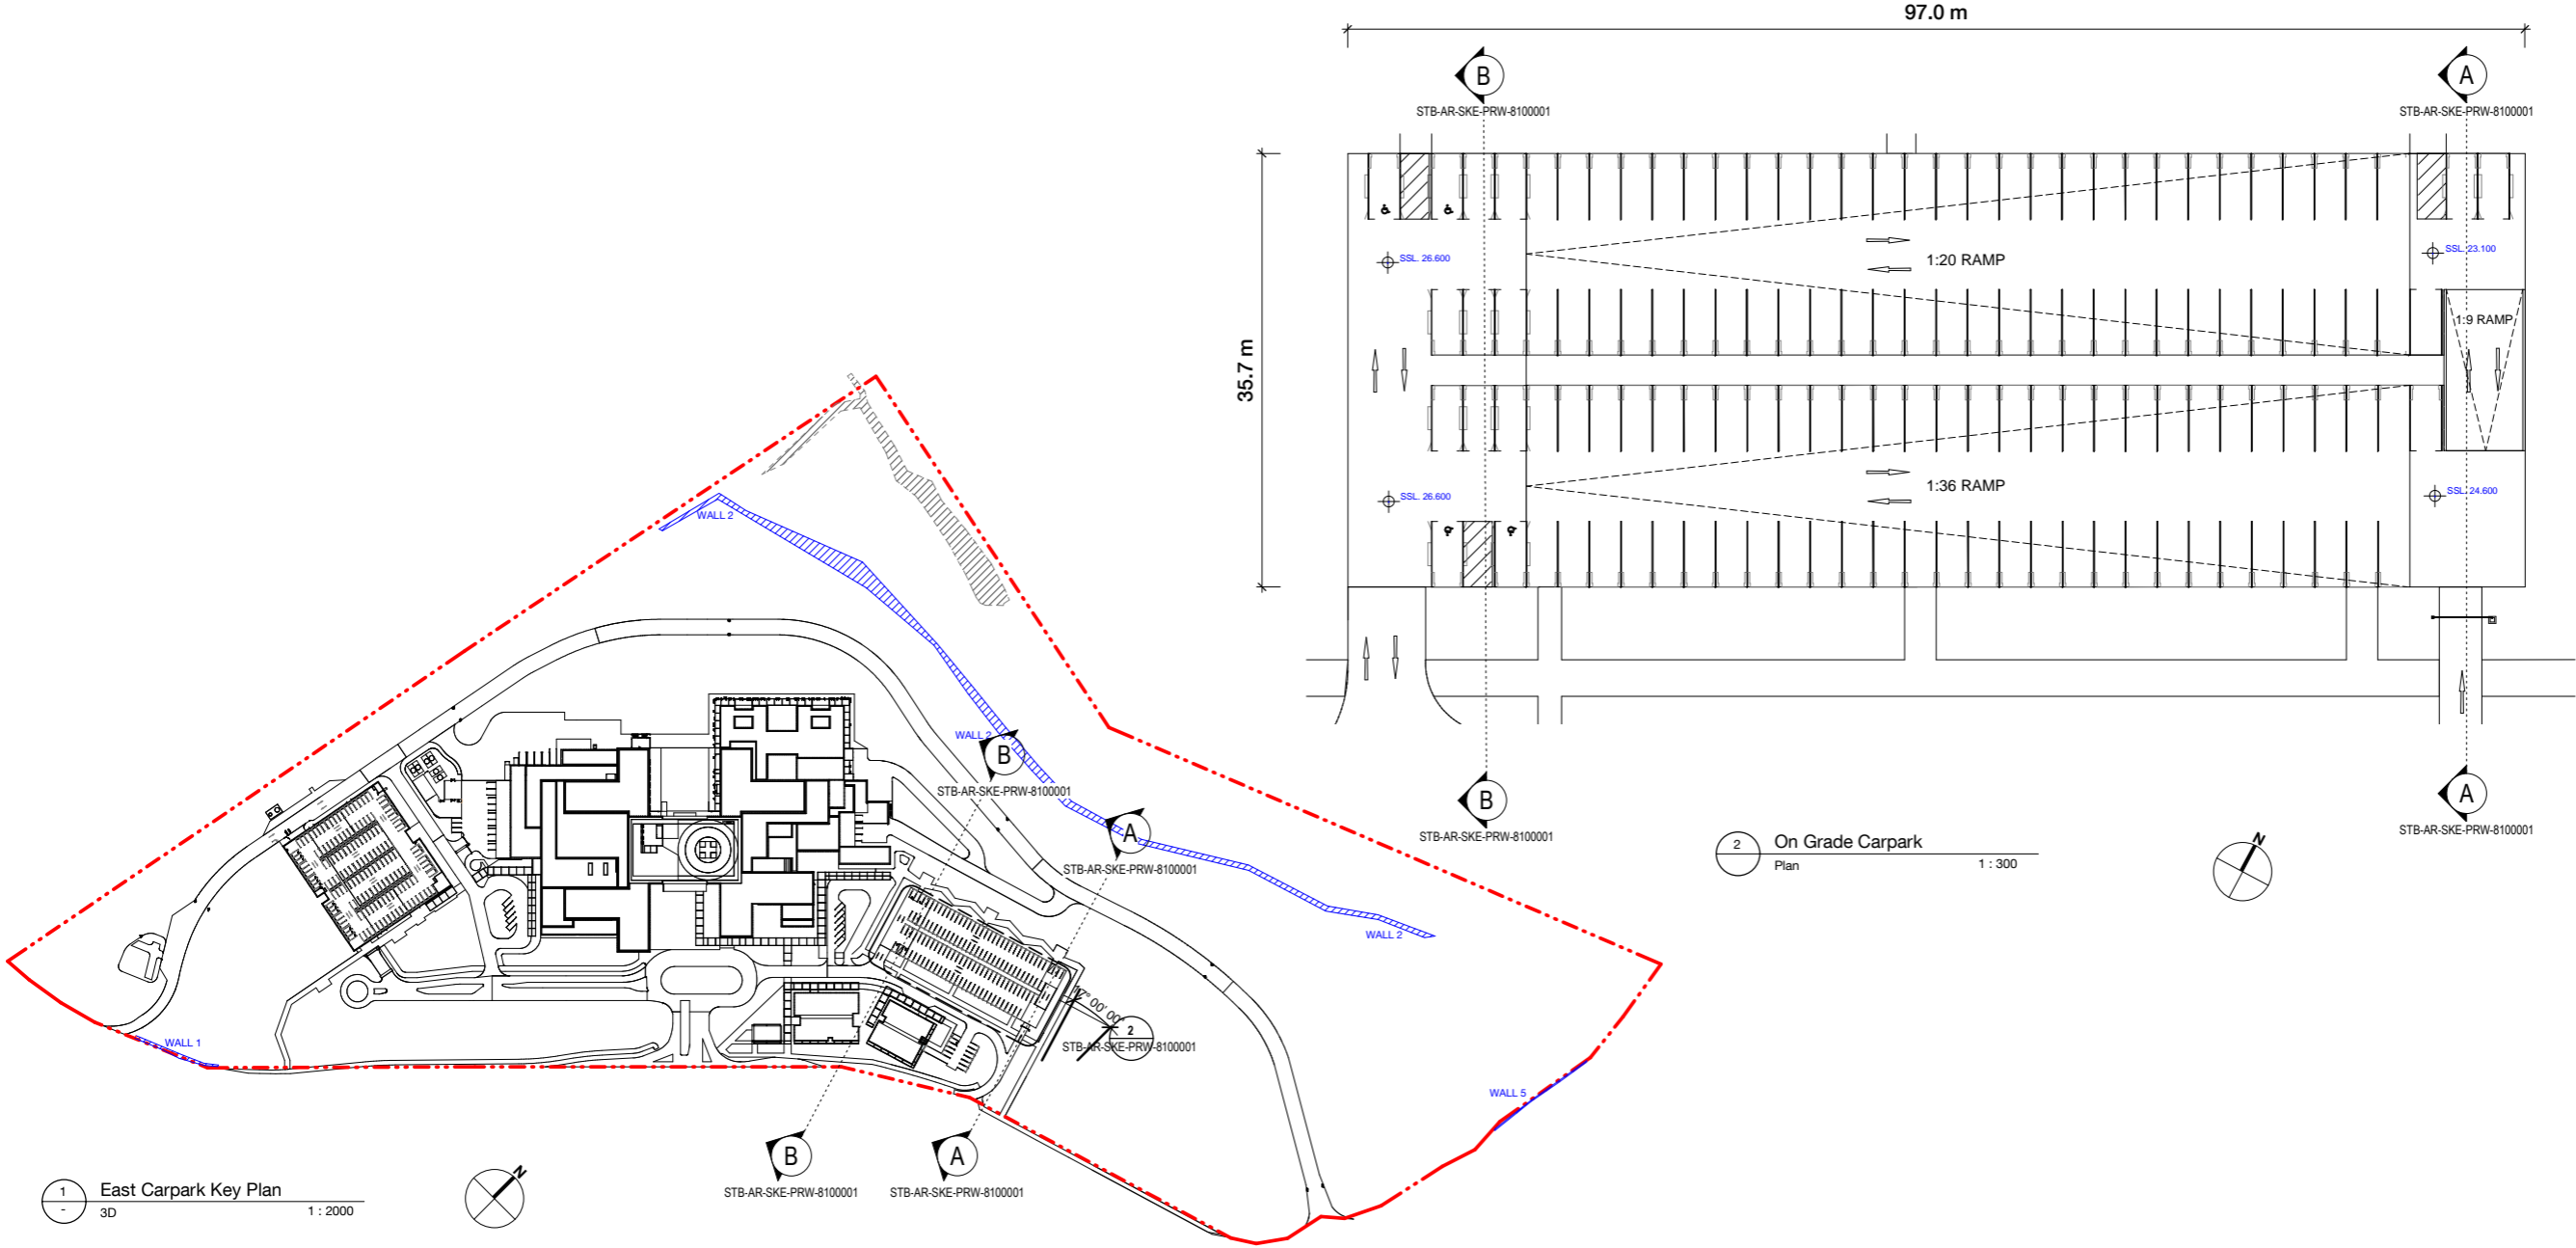 97.0 m
B
STB-AR-SKE-PRW-8100001
A
STB-AR-SKE-PRW-8100001
35.7 m
SSL. 26.600
1:20 RAMP
SSL. 23.100
1:9 RAMP
SSL. 26.600
1:36 RAMP
SSL. 24.600
B
STB-AR-SKE-PRW-8100001
A
STB-AR-SKE-PRW-8100001
2
On Grade Carpark
Plan
1 : 300
N
WALL 2
WALL 2
B
STB-AR-SKE-PRW-8100001
A
STB-AR-SKE-PRW-8100001
WALL 2
2
STB-AR-SKE-PRW-8100001
WALL 1
WALL 5
B
STB-AR-SKE-PRW-8100001
A
STB-AR-SKE-PRW-8100001
1
-
East Carpark Key Plan
3D
1 : 2000
N